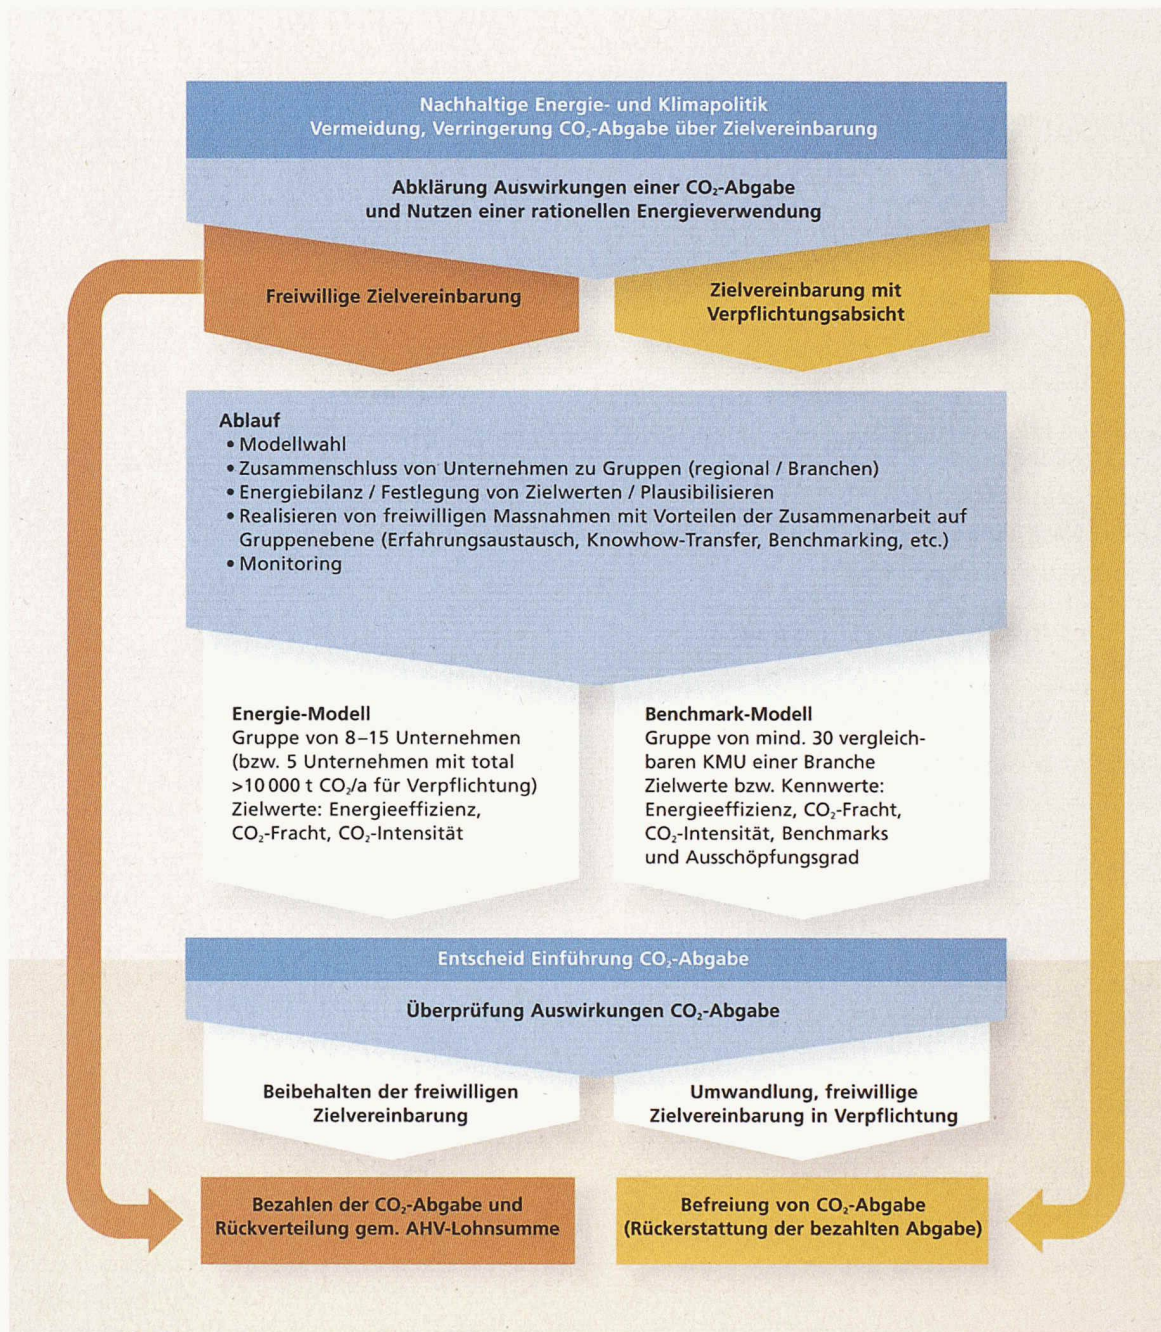 Nachhaltige Energie- und Klimapolitik
Vermeidung, Verringerung CO₂-Abgabe über Zielvereinbarung
Abklärung Auswirkungen einer CO₂-Abgabe
und Nutzen einer rationellen Energieverwendung
Freiwillige Zielvereinbarung
Zielvereinbarung mit
Verpflichtungsabsicht
Ablauf
• Modellwahl
• Zusammenschluss von Unternehmen zu Gruppen (regional / Branchen)
• Energiebilanz / Festlegung von Zielwerten / Plausibilisieren
• Realisieren von freiwilligen Massnahmen mit Vorteilen der Zusammenarbeit auf
Gruppenebene (Erfahrungsaustausch, Knowhow-Transfer, Benchmarking, etc.)
• Monitoring
Energie-Modell
Gruppe von 8–15 Unternehmen
(bzw. 5 Unternehmen mit total
>10 000 t CO₂/a für Verpflichtung)
Zielwerte: Energieeffizienz,
CO₂-Fracht, CO₂-Intensität
Benchmark-Modell
Gruppe von mind. 30 vergleich-
baren KMU einer Branche
Zielwerte bzw. Kennwerte:
Energieeffizienz, CO₂-Fracht,
CO₂-Intensität, Benchmarks
und Ausschöpfungsgrad
Entscheid Einführung CO₂-Abgabe
Überprüfung Auswirkungen CO₂-Abgabe
Beibehalten der freiwilligen
Zielvereinbarung
Umwandlung, freiwillige
Zielvereinbarung in Verpflichtung
Bezahlen der CO₂-Abgabe und
Rückverteilung gem. AHV-Lohnsumme
Befreiung von CO₂-Abgabe
(Rückerstattung der bezahlten Abgabe)